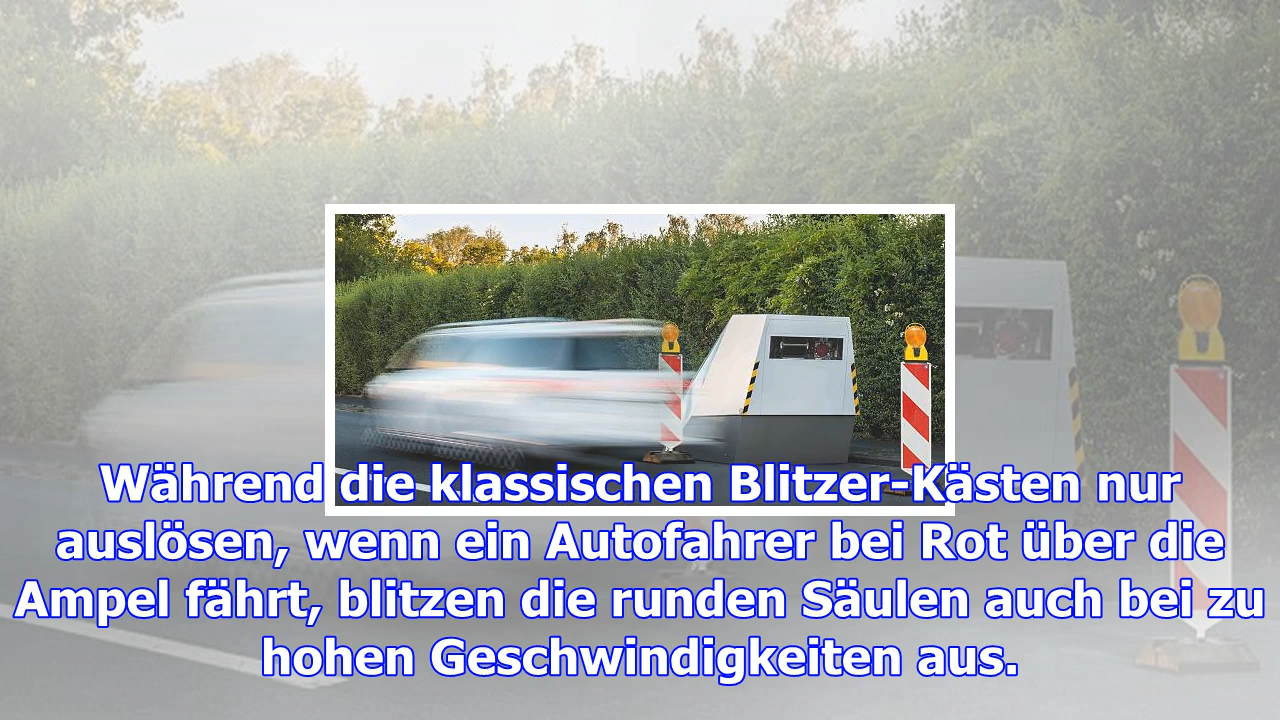 Während die klassischen Blitzer-Kästen nur
auslösen, wenn ein Autofahrer bei Rot über die
Ampel fährt, blitzen die runden Säulen auch bei zu
hohen Geschwindigkeiten aus.